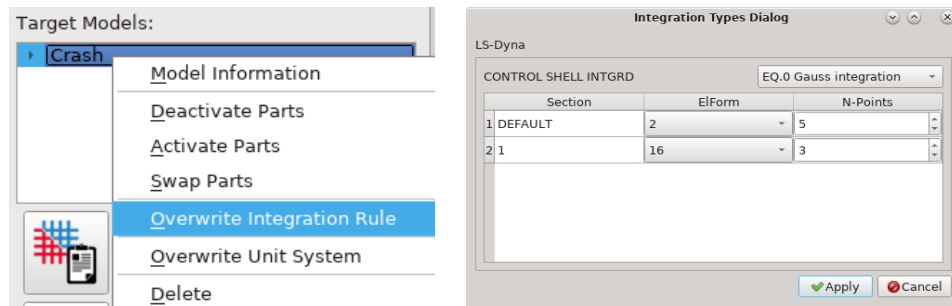 Target Models:
Crash
Model Information
Deactivate Parts
Activate Parts
Swap Parts
Overwrite Integration Rule
Overwrite Unit System
Delete
Integration Types Dialog
LS-Dyna
CONTROL SHELL INTGRD EQ.0 Gauss integration
Section ElForm N-Points
1 DEFAULT 2 5
2 1 16 3
Apply Cancel